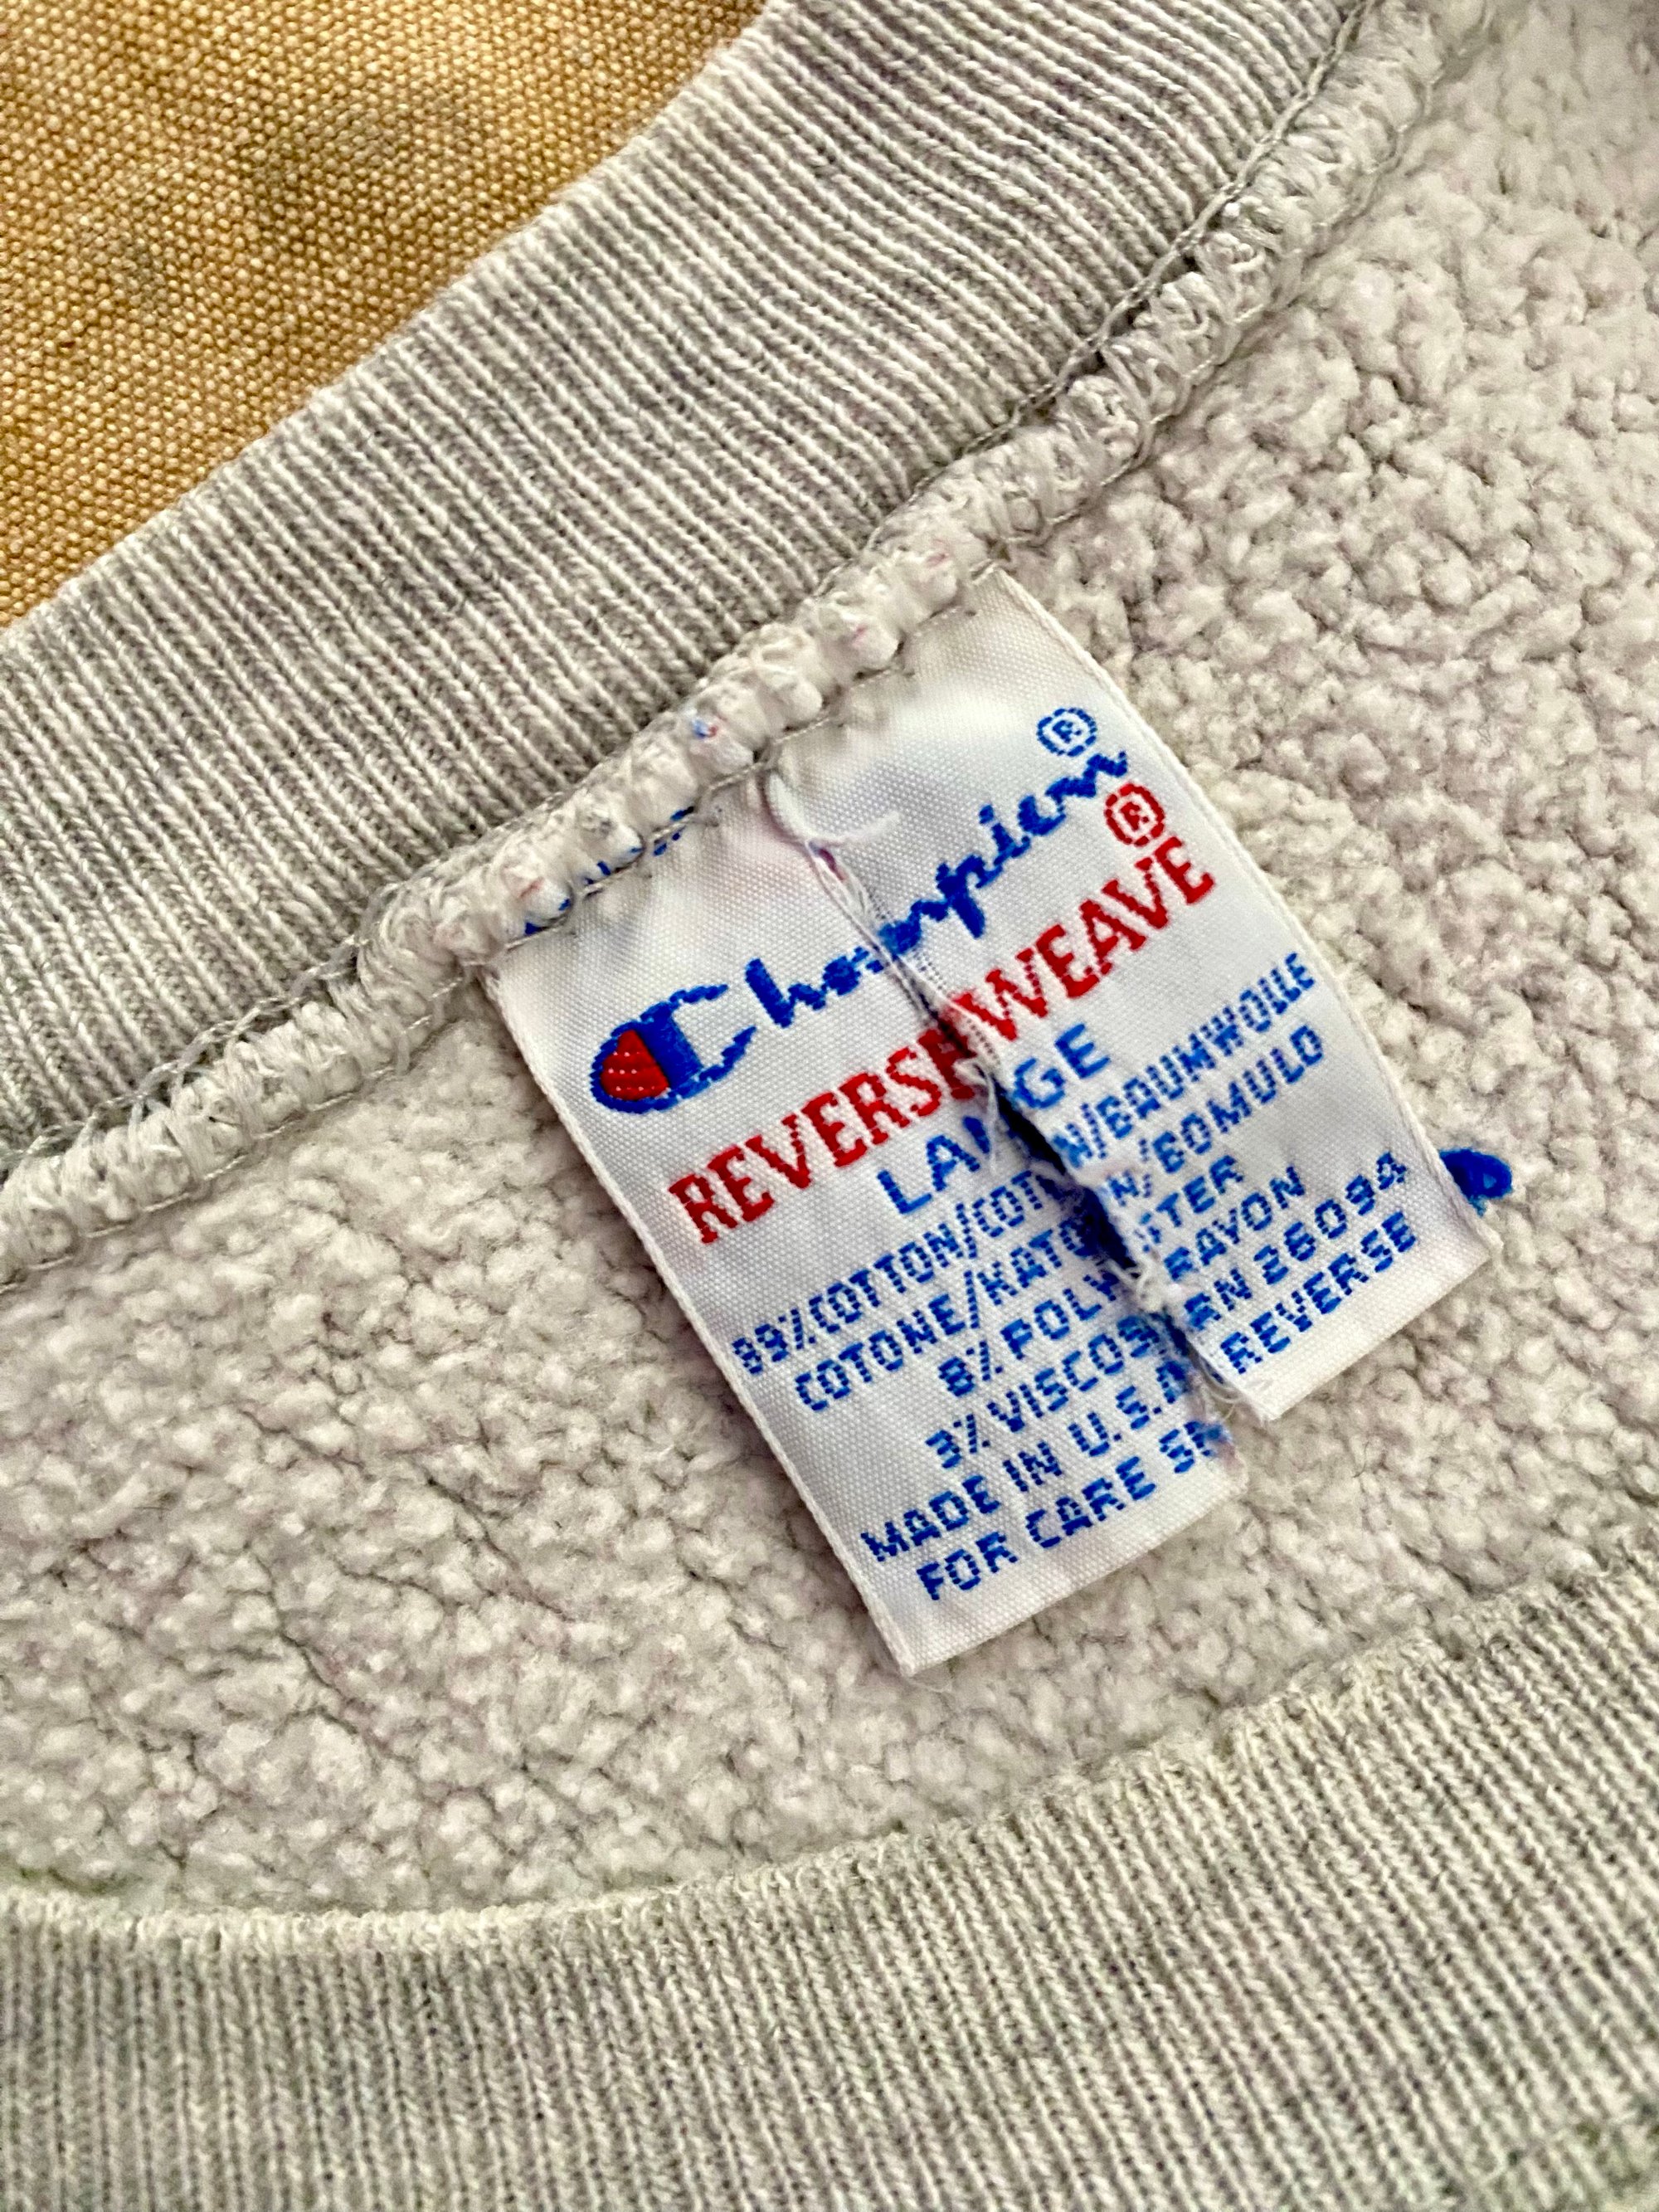 Champion®
REVERSE WEAVE®
LARGE
89% COTTON/COTON/BAUMWOLLE
COTONE/KATOEN/BOMULD
8% POLYESTER
3% VISCOSE RAYON
MADE IN U.S.A. RN 26094
FOR CARE SEE REVERSE